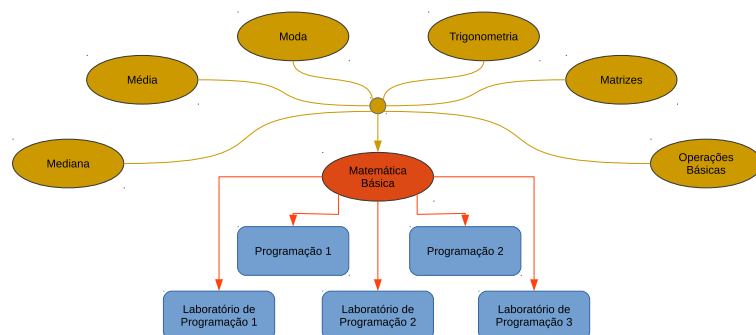 Moda
Trigonometria
Média
Matrizes
Mediana
Operações
Básicas
Matemática
Básica
Programação 1
Programação 2
Laboratório de
Programação 1
Laboratório de
Programação 2
Laboratório de
Programação 3